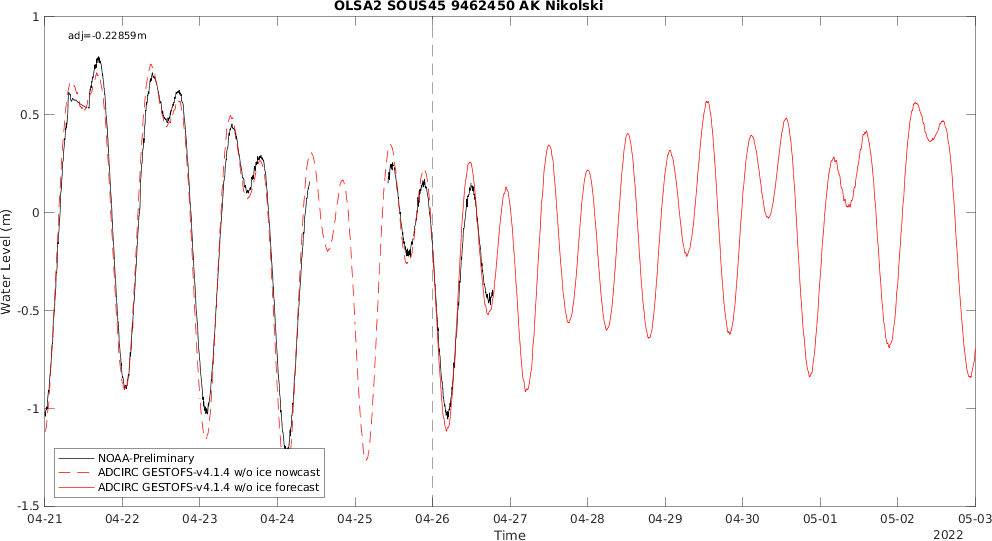 OLSA2 SOUS45 9462450 AK Nikolski
adj=-0.22859m
1
0.5
0
-0.5
-1
-1.5
Water Level (m)
NOAA-Preliminary
ADCIRC GESTOFS-v4.1.4 w/o ice nowcast
ADCIRC GESTOFS-v4.1.4 w/o ice forecast
04-21 04-22 04-23 04-24 04-25 04-26 04-27 04-28 04-29 04-30 05-01 05-02 05-03
Time
2022